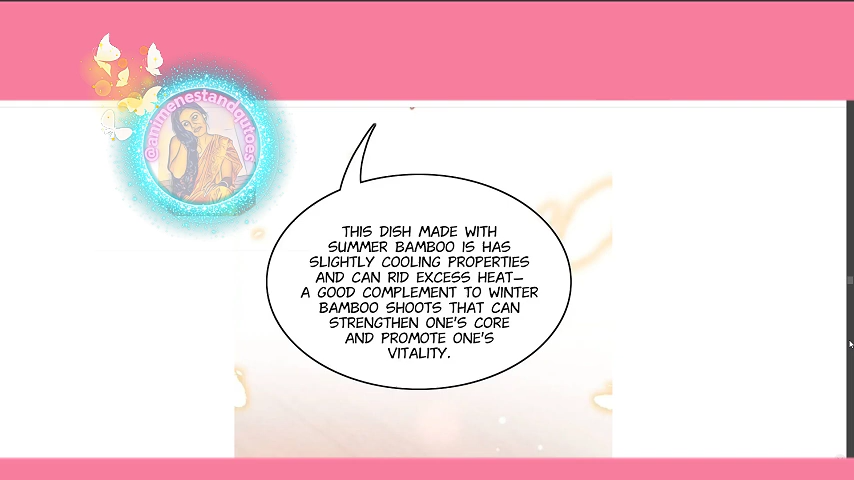 @animenestandqutoes
THIS DISH MADE WITH
SUMMER BAMBOO IS HAS
SLIGHTLY COOLING PROPERTIES
AND CAN RID EXCESS HEAT–
A GOOD COMPLEMENT TO WINTER
BAMBOO SHOOTS THAT CAN
STRENGTHEN ONE'S CORE
AND PROMOTE ONE'S
VITALITY.